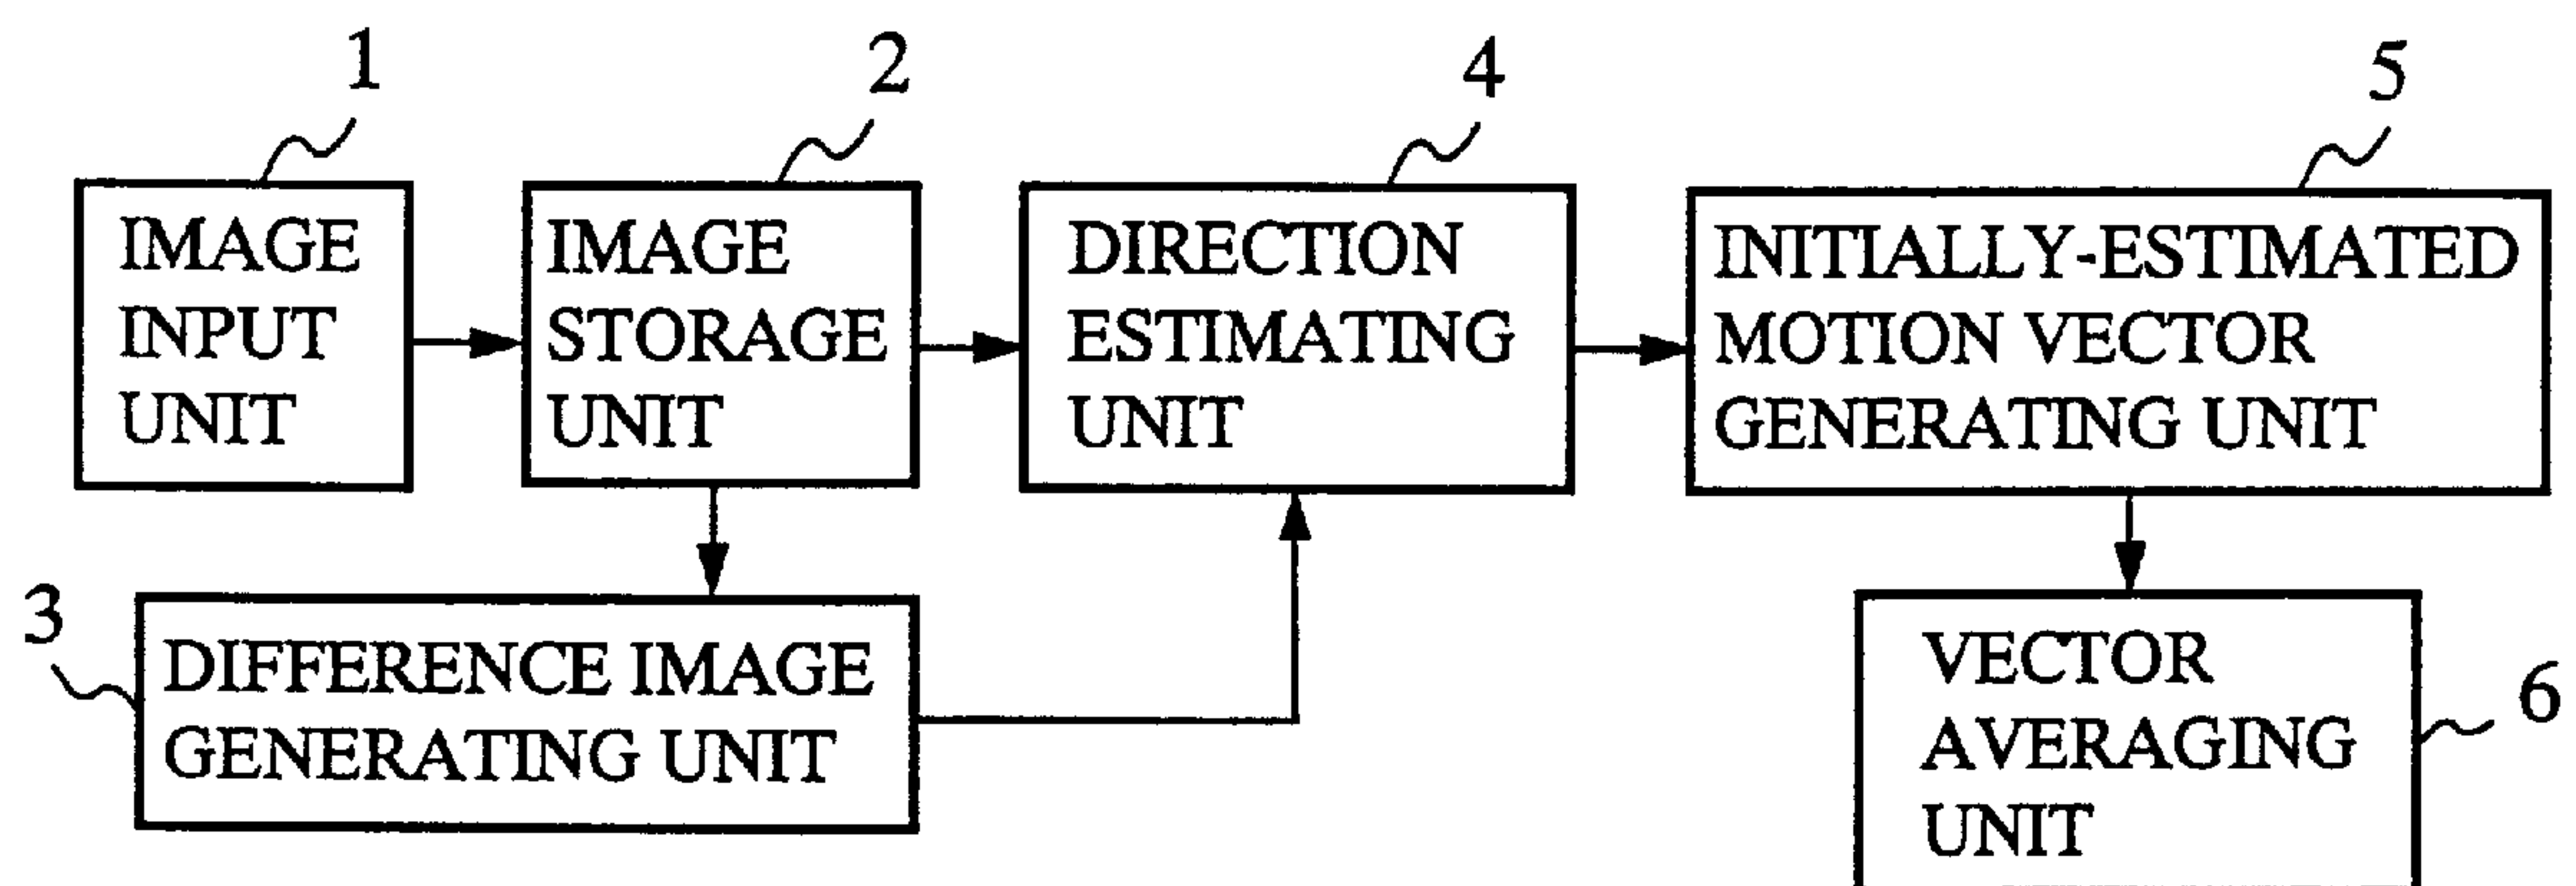 1
IMAGE
INPUT
UNIT
2
IMAGE
STORAGE
UNIT
4
DIRECTION
ESTIMATING
UNIT
5
INITIALLY-ESTIMATED
MOTION VECTOR
GENERATING UNIT
3
DIFFERENCE IMAGE
GENERATING UNIT
VECTOR
AVERAGING
UNIT
6